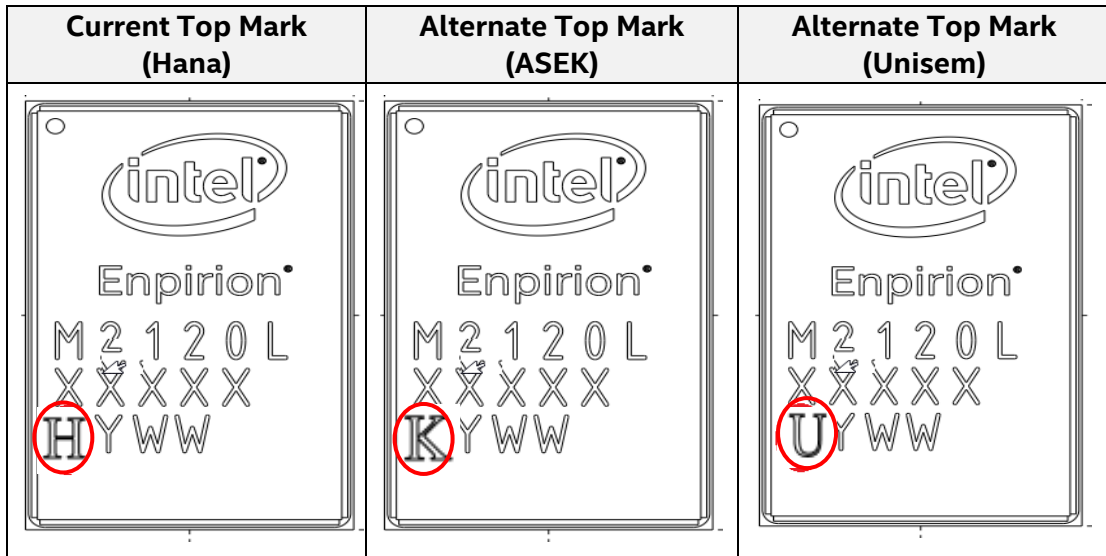 Current Top Mark
(Hana)
Alternate Top Mark
(ASEK)
Alternate Top Mark
(Unisem)
intel
Enpirion
M2120L
XXXXX
HYWW
intel
Enpirion
M2120L
XXXXX
KYWW
intel
Enpirion
M2120L
XXXXX
UYWW